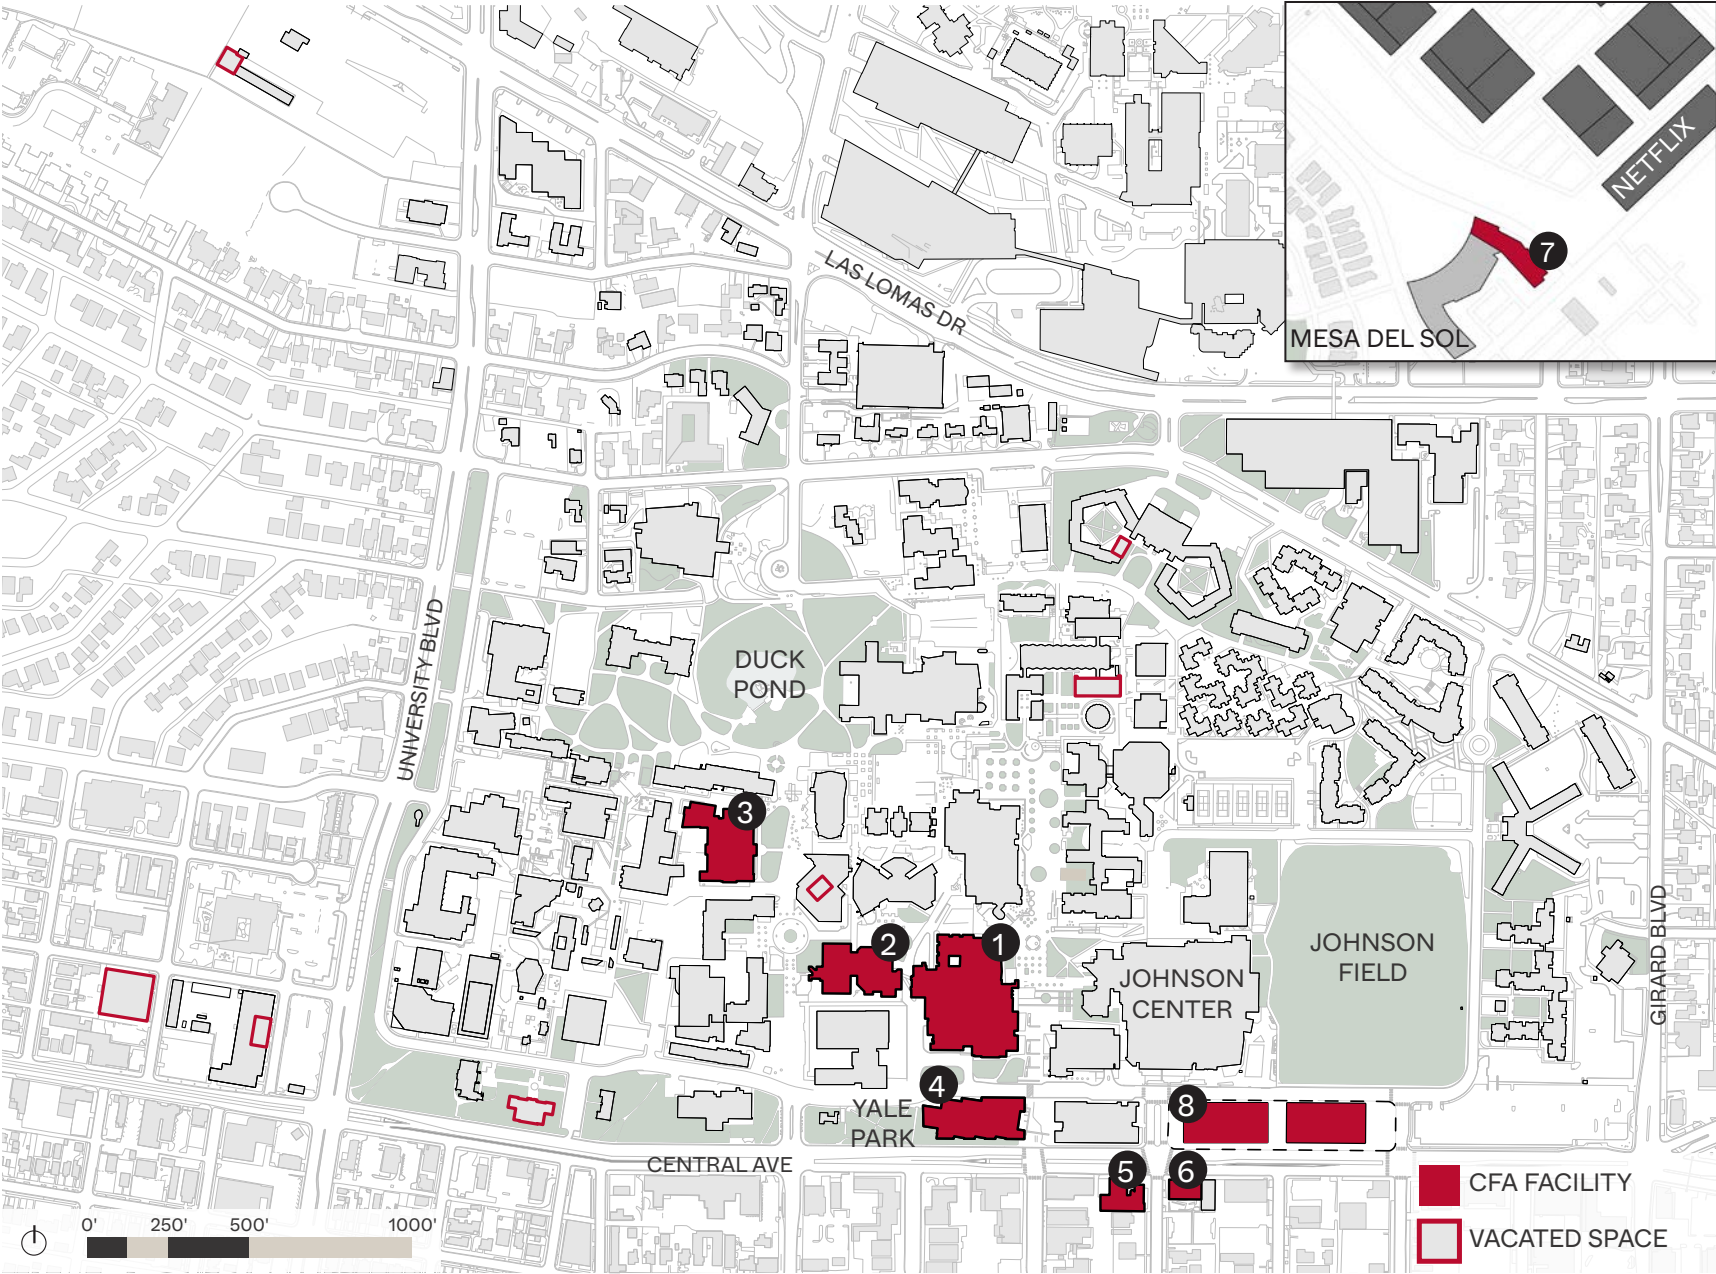 NETFLIX
7
MESA DEL SOL
LAS LOMAS DR
UNIVERSITY BLVD
DUCK
POND
3
2
1
JOHNSON
CENTER
JOHNSON
FIELD
GIRARD BLVD
4
YALE
PARK
8
CENTRAL AVE
5
6
CFA FACILITY
VACATED SPACE
0' 250' 500' 1000'